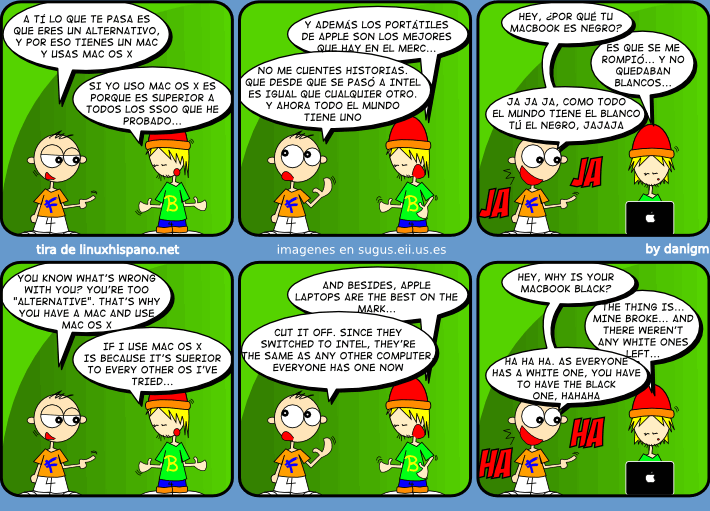 A TÍ LO QUE TE PASA ES
QUE ERES UN ALTERNATIVO,
Y POR ESO TIENES UN MAC
Y USAS MAC OS X
SI YO USO MAC OS X ES
PORQUE ES SUPERIOR A
TODOS LOS SSOO QUE HE
PROBADO...
F
B
Y ADEMÁS LOS PORTÁTILES
DE APPLE SON LOS MEJORES
QUE HAY EN EL MERC...
NO ME CUENTES HISTORIAS.
QUE DESDE QUE SE PASÓ A INTEL
ES IGUAL QUE CUALQUIER OTRO.
Y AHORA TODO EL MUNDO
TIENE UNO
F
B
HEY, ¿POR QUÉ TU
MACBOOK ES NEGRO?
ES QUE SE ME
ROMPIÓ... Y NO
QUEDABAN
BLANCOS...
JA JA JA, COMO TODO
EL MUNDO TIENE EL BLANCO
TÚ EL NEGRO, JAJAJA
JA
JA
F
tira de linuxhispano.net
imagenes en sugus.eii.us.es
by danigm
YOU KNOW WHAT'S WRONG
WITH YOU? YOU'RE TOO
"ALTERNATIVE". THAT'S WHY
YOU HAVE A MAC AND USE
MAC OS X
IF I USE MAC OS X
IS BECAUSE IT'S SUERIOR
TO EVERY OTHER OS I'VE
TRIED...
F
B
AND BESIDES, APPLE
LAPTOPS ARE THE BEST ON THE
MARK...
CUT IT OFF. SINCE THEY
SWITCHED TO INTEL, THEY'RE
THE SAME AS ANY OTHER COMPUTER.
EVERYONE HAS ONE NOW
F
B
HEY, WHY IS YOUR
MACBOOK BLACK?
THE THING IS...
MINE BROKE... AND
THERE WEREN'T
ANY WHITE ONES
LEFT...
HA HA HA. AS EVERYONE
HAS A WHITE ONE, YOU HAVE
TO HAVE THE BLACK
ONE, HAHAHA
HA
HA
F